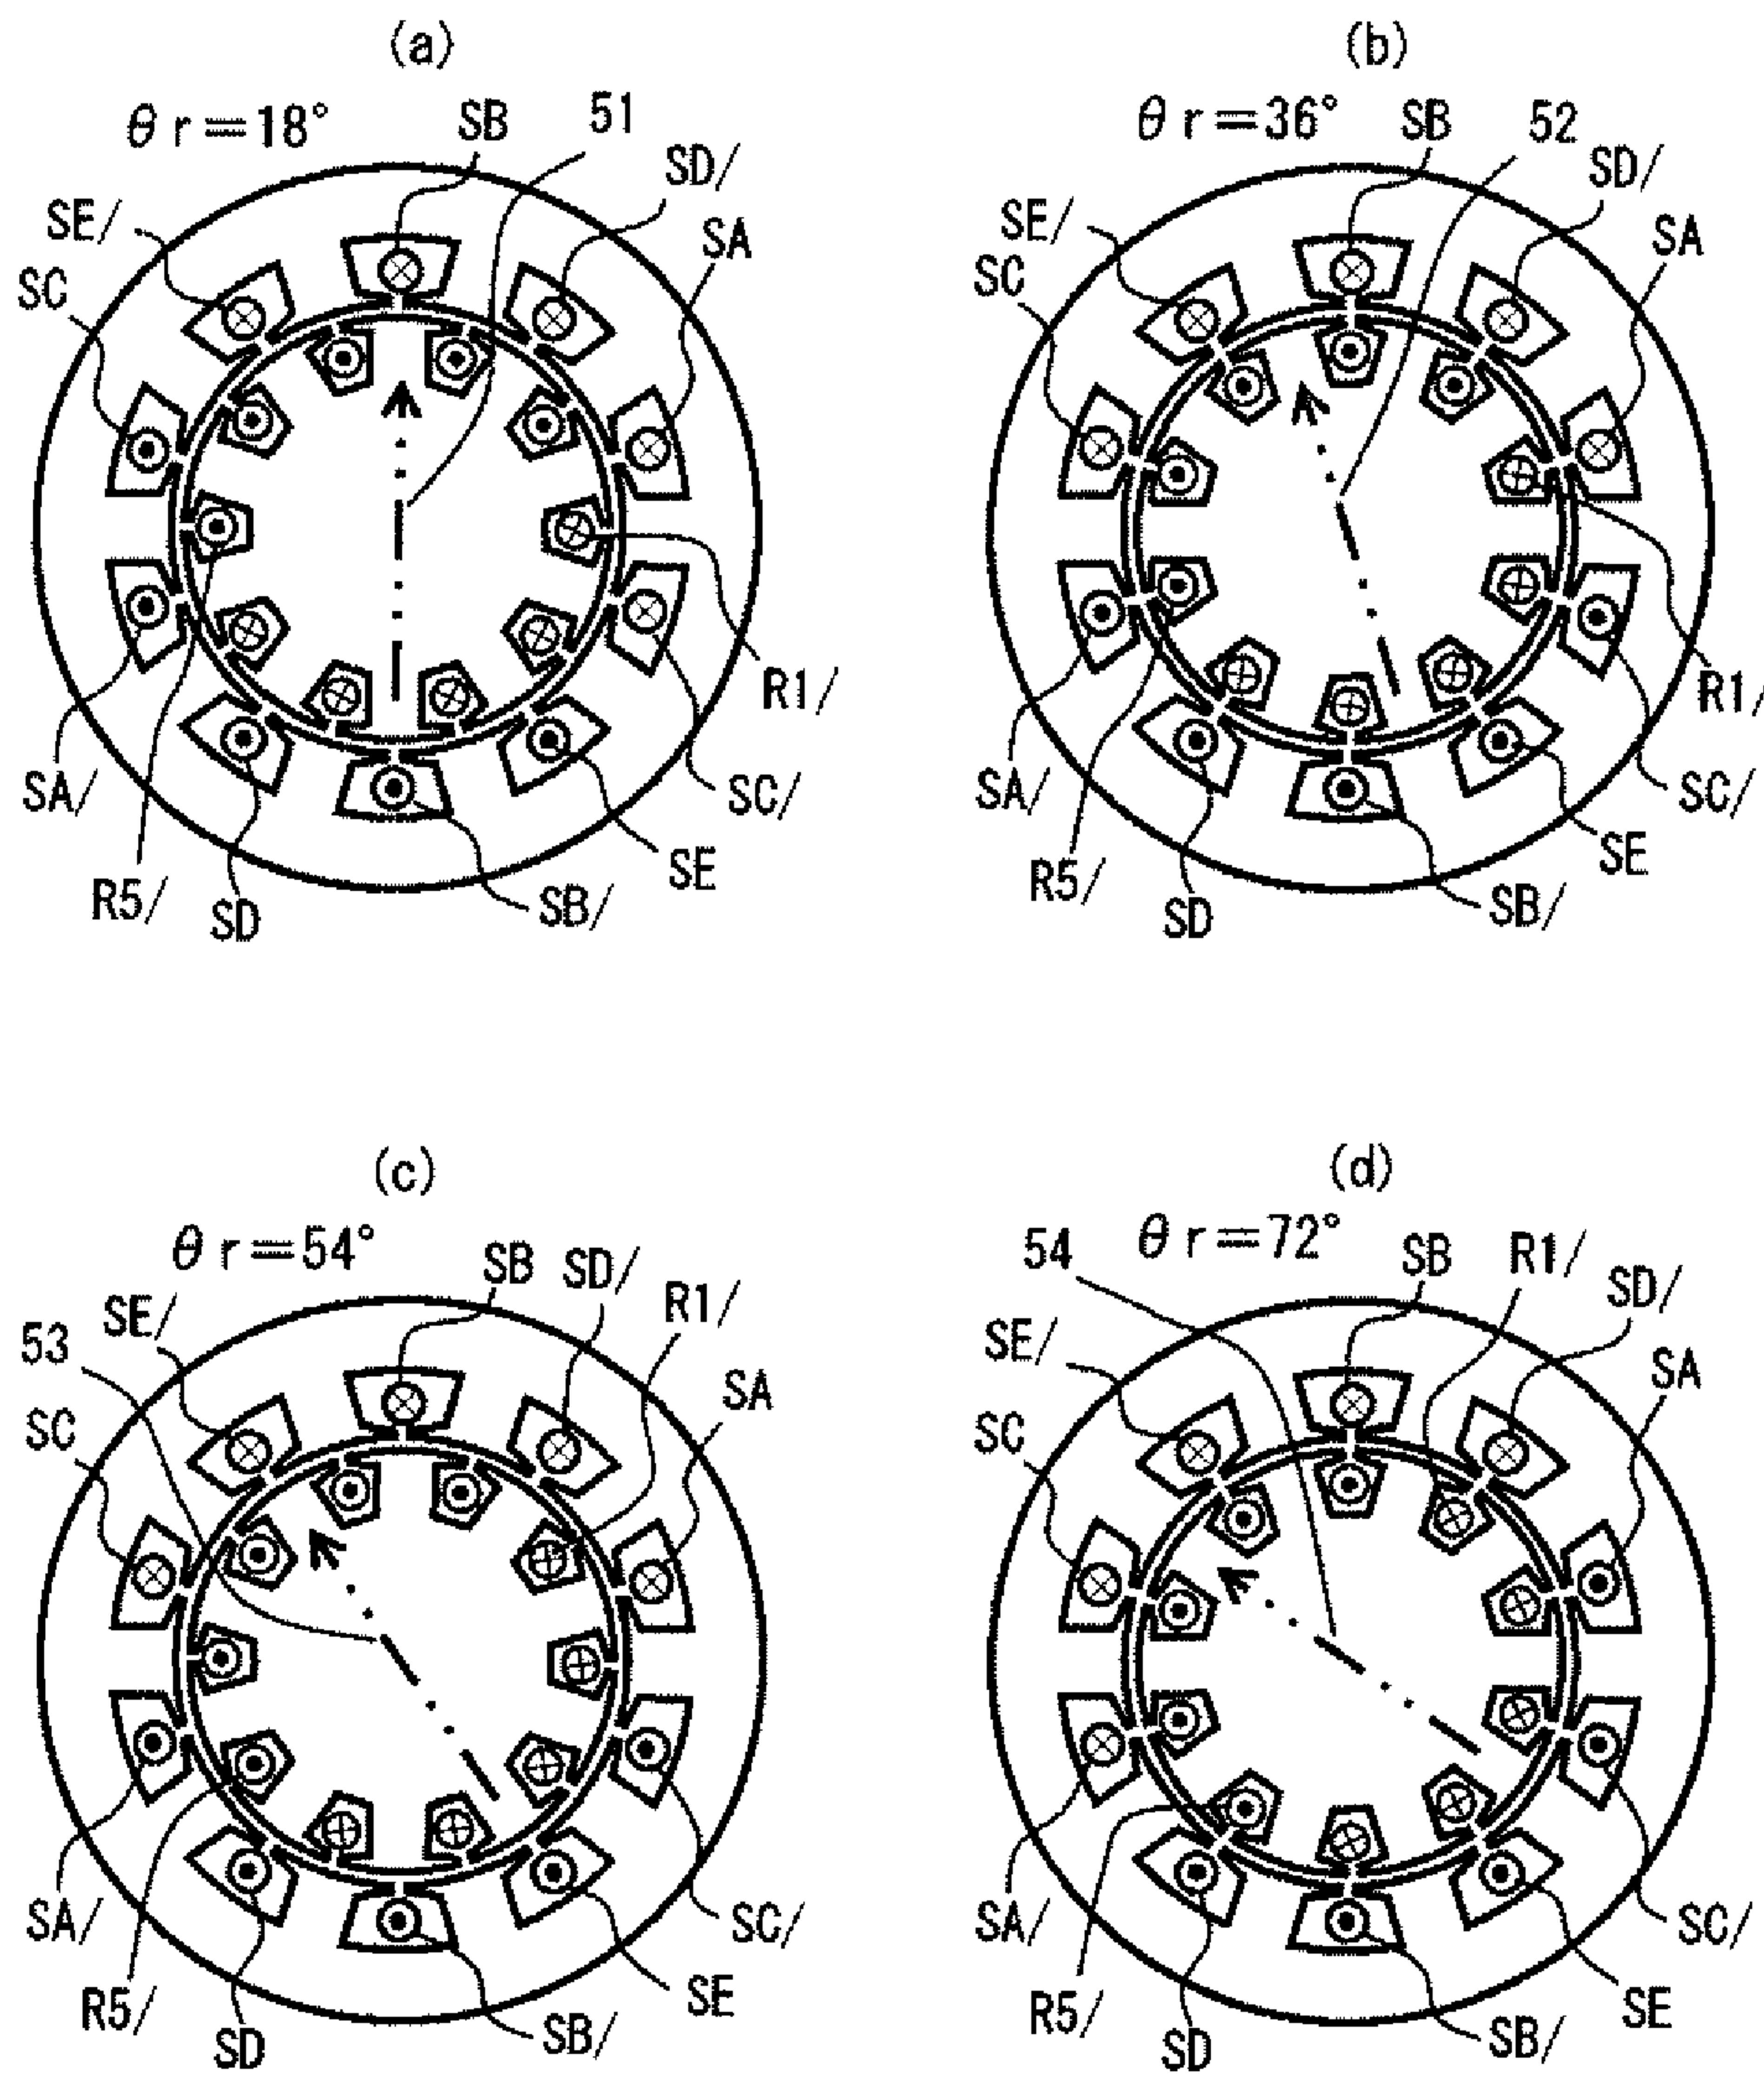 (a)
θ r=18°
SB
51
SD/
SE/
SA
SC
R1/
SA/
SC/
R5/
SD
SE
SB/
(b)
θ r=36°
SB
52
SD/
SE/
SA
SC
R1/
SA/
SC/
R5/
SD
SE
SB/
(c)
θ r=54°
SB
SD/
R1/
SE/
53
SA
SC
SA/
SC/
R5/
SD
SE
SB/
(d)
54
θ r=72°
SB
R1/
SD/
SE/
SA
SC
SA/
SC/
R5/
SD
SE
SB/